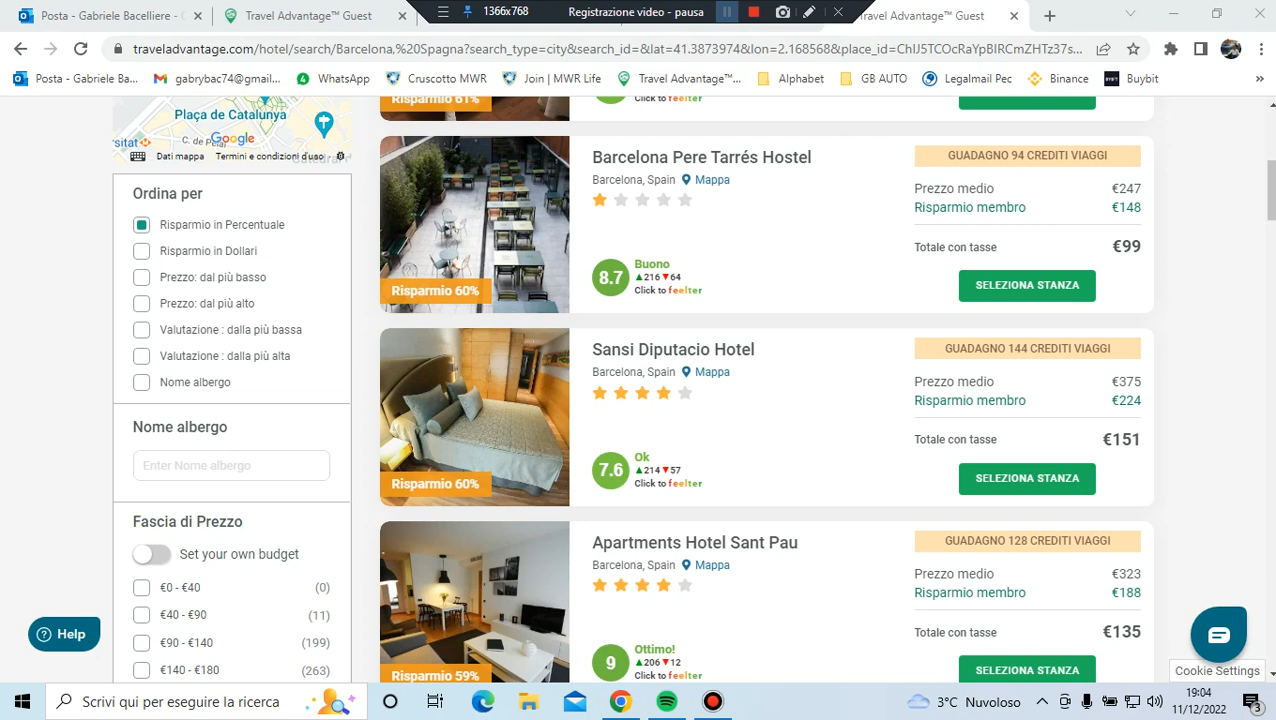 Posta - Bacellieri
Travel Advantage™ Guest
1366x768
Registrazione - pausa
Travel Advantage™ Guest
traveladvantage.com/hotel/search/Barcelona,%20Spagna?search_type=city&search_id=&lat=41.3873974&lon=2.168568&place_id=ChIJ5TCOcRaYpBIRCmZHTz37s...
Posta - Gabriele Ba...
gabrybac74@gmail...
WhatsApp
Cruscotto MWR
Join | MWR Life
Travel Advantage™...
Alphabet
GB AUTO
Legalmail Pec
Binance
Buybit
»
Plaça de Catalunya
C. de Pelai
sitat
Google
Dati mappa
Termini e condizioni d'uso
Ordina per
Risparmio in Percentuale
Risparmio in Dollari
Prezzo: dal più basso
Prezzo: dal più alto
Valutazione : dalla più bassa
Valutazione : dalla più alta
Nome albergo
Nome albergo
Enter Nome albergo
Fascia di Prezzo
Set your own budget
€0 - €40 (0)
€40 - €90 (11)
€90 - €140 (199)
€140 - €180 (263)
Help
Risparmio 61%
Click to feelter
Barcelona Pere Tarrés Hostel
Barcelona, Spain Mappa
8.7
Buono
216 64
Click to feelter
Risparmio 60%
GUADAGNO 94 CREDITI VIAGGI
Prezzo medio €247
Risparmio membro €148
Totale con tasse €99
SELEZIONA STANZA
Sansi Diputacio Hotel
Barcelona, Spain Mappa
7.6
Ok
214 57
Click to feelter
Risparmio 60%
GUADAGNO 144 CREDITI VIAGGI
Prezzo medio €375
Risparmio membro €224
Totale con tasse €151
SELEZIONA STANZA
Apartments Hotel Sant Pau
Barcelona, Spain Mappa
9
Ottimo!
206 12
Click to feelter
Risparmio 59%
GUADAGNO 128 CREDITI VIAGGI
Prezzo medio €323
Risparmio membro €188
Totale con tasse €135
SELEZIONA STANZA
Cookie Settings
Scrivi qui per eseguire la ricerca
3°C Nuvoloso
19:04
11/12/2022
3